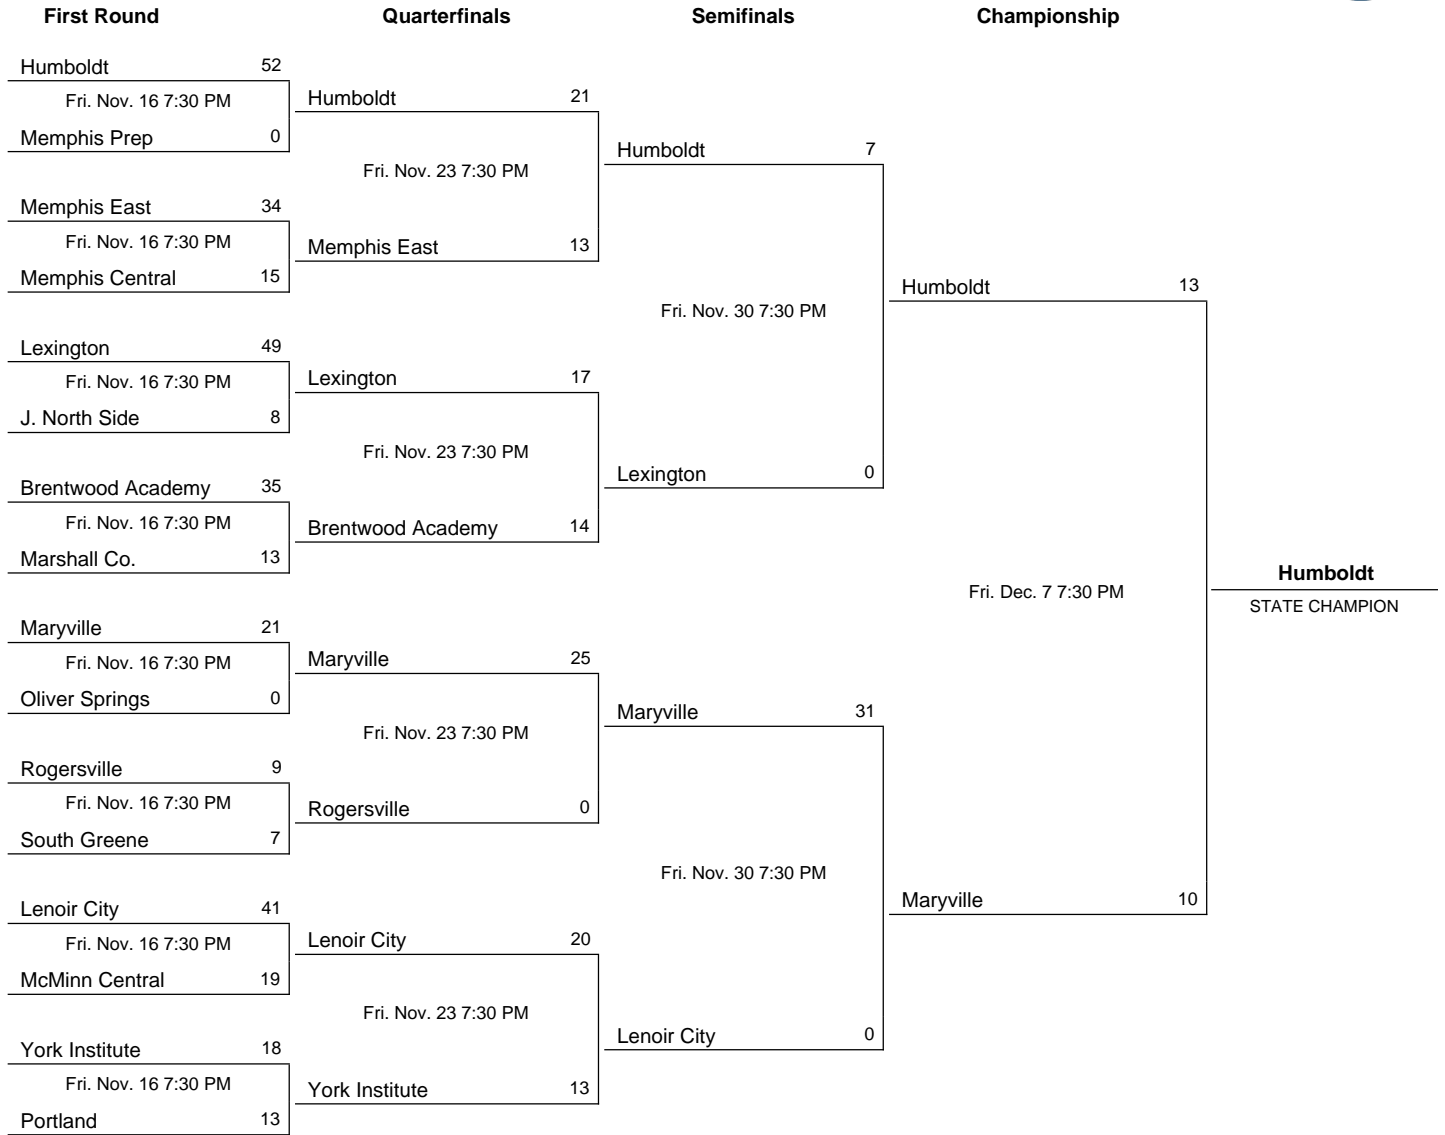 First Round Quarterfinals Semifinals Championship
Humboldt 52
Fri. Nov. 16 7:30 PM
Memphis Prep 0
Memphis East 34
Fri. Nov. 16 7:30 PM
Memphis Central 15
Lexington 49
Fri. Nov. 16 7:30 PM
J. North Side 8
Brentwood Academy 35
Fri. Nov. 16 7:30 PM
Marshall Co. 13
Maryville 21
Fri. Nov. 16 7:30 PM
Oliver Springs 0
Rogersville 9
Fri. Nov. 16 7:30 PM
South Greene 7
Lenoir City 41
Fri. Nov. 16 7:30 PM
McMinn Central 19
York Institute 18
Fri. Nov. 16 7:30 PM
Portland 13
Humboldt 21
Fri. Nov. 23 7:30 PM
Memphis East 13
Lexington 17
Fri. Nov. 23 7:30 PM
Brentwood Academy 14
Maryville 25
Fri. Nov. 23 7:30 PM
Rogersville 0
Lenoir City 20
Fri. Nov. 23 7:30 PM
York Institute 13
Humboldt 7
Fri. Nov. 30 7:30 PM
Lexington 0
Maryville 31
Fri. Nov. 30 7:30 PM
Lenoir City 0
Humboldt 13
Fri. Dec. 7 7:30 PM
Maryville 10
Humboldt
STATE CHAMPION